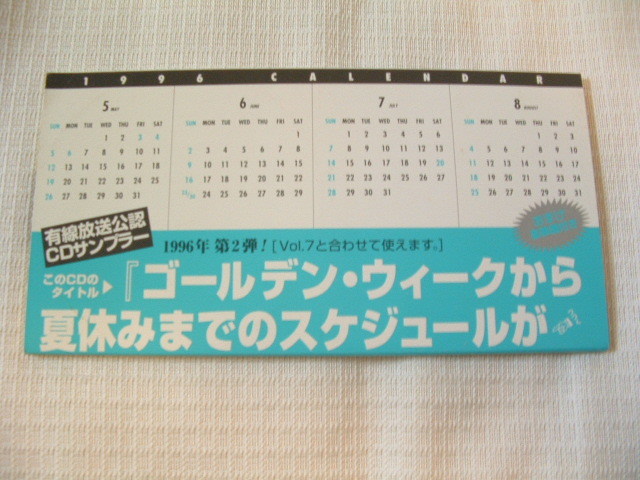 1996 CALENDAR
5 MAY
SUN MON TUE WED THU FRI SAT
1 2 3 4
5 6 7 8 9 10 11
12 13 14 15 16 17 18
19 20 21 22 23 24 25
26 27 28 29 30 31
6 JUNE
SUN MON TUE WED THU FRI SAT
1
2 3 4 5 6 7 8
9 10 11 12 13 14 15
16 17 18 19 20 21 22
23/30 24 25 26 27 28 29
7 JULY
SUN MON TUE WED THU FRI SAT
1 2 3 4 5 6
7 8 9 10 11 12 13
14 15 16 17 18 19 20
21 22 23 24 25 26 27
28 29 30 31
8 AUGUST
SUN MON TUE WED THU FRI SAT
1 2 3
4 5 6 7 8 9 10
11 12 13 14 15 16 17
18 19 20 21 22 23 24
25 26 27 28 29 30 31
有線放送公認
CDサンプラー
1996年 第2弾！[Vol.7と合わせて使えます。]
このCDの
タイトル▶
『ゴールデン・ウィークから
夏休みまでのスケジュールが